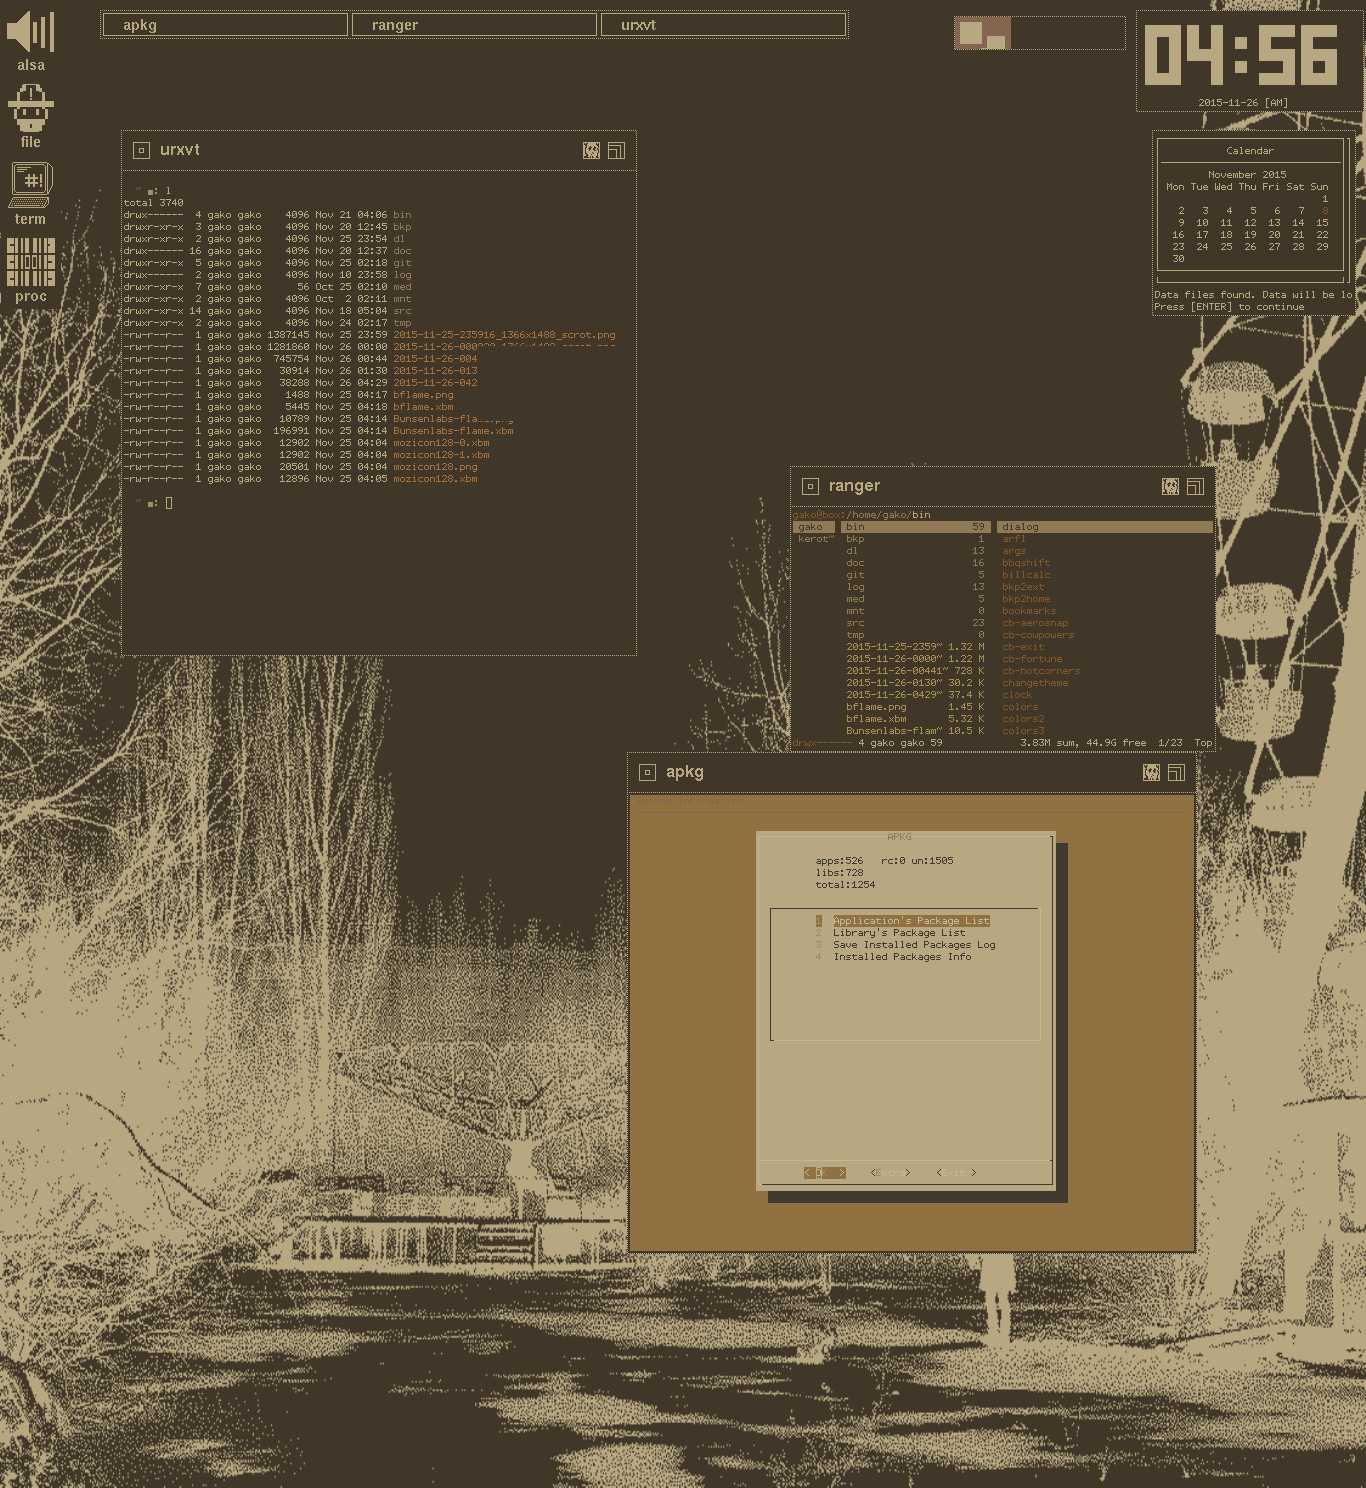 alsa
file
term
proc
apkg ranger urxvt
04:56
2015-11-26 [AM]
urxvt
~ ■: l
total 3740
drwx------ 4 gako gako 4096 Nov 21 04:06 bin
drwxr-xr-x 3 gako gako 4096 Nov 20 12:45 bkp
drwxr-xr-x 2 gako gako 4096 Nov 25 23:54 dl
drwx------ 16 gako gako 4096 Nov 20 12:37 doc
drwxr-xr-x 5 gako gako 4096 Nov 25 02:18 git
drwx------ 2 gako gako 4096 Nov 10 23:58 log
drwxr-xr-x 7 gako gako 56 Oct 25 02:10 med
drwxr-xr-x 2 gako gako 4096 Oct 2 02:11 mnt
drwxr-xr-x 14 gako gako 4096 Nov 18 05:04 src
drwxr-xr-x 2 gako gako 4096 Nov 24 02:17 tmp
-rw-r--r-- 1 gako gako 1387145 Nov 25 23:59 2015-11-25-235916_1366x1488_scrot.png
-rw-r--r-- 1 gako gako 1281860 Nov 26 00:00
-rw-r--r-- 1 gako gako 745754 Nov 26 00:44 2015-11-26-004
-rw-r--r-- 1 gako gako 30914 Nov 26 01:30 2015-11-26-013
-rw-r--r-- 1 gako gako 38288 Nov 26 04:29 2015-11-26-042
-rw-r--r-- 1 gako gako 1488 Nov 25 04:17 bflame.png
-rw-r--r-- 1 gako gako 5445 Nov 25 04:18 bflame.xbm
-rw-r--r-- 1 gako gako 10789 Nov 25 04:14
-rw-r--r-- 1 gako gako 196991 Nov 25 04:14 Bunsenlabs-flame.xbm
-rw-r--r-- 1 gako gako 12902 Nov 25 04:04 mozicon128-0.xbm
-rw-r--r-- 1 gako gako 12902 Nov 25 04:04 mozicon128-1.xbm
-rw-r--r-- 1 gako gako 20501 Nov 25 04:04 mozicon128.png
-rw-r--r-- 1 gako gako 12896 Nov 25 04:05 mozicon128.xbm
~ ■:
Calendar
November 2015
Mon Tue Wed Thu Fri Sat Sun
1
2 3 4 5 6 7 8
9 10 11 12 13 14 15
16 17 18 19 20 21 22
23 24 25 26 27 28 29
30
Data files found. Data will be lo
Press [ENTER] to continue
ranger
gako@box:/home/gako/bin
gako bin 59 dialog
kerot~ bkp 1 arfl
dl 13 args
doc 16 bbqshift
git 5 billcalc
log 13 bkp2ext
med 5 bkp2home
mnt 0 bookmarks
src 23 cb-aerosnap
tmp 0 cb-cowpowers
2015-11-25-2359~ 1.32 M cb-exit
2015-11-26-0000~ 1.22 M cb-fortune
2015-11-26-00441~ 728 K cb-hotcorners
2015-11-26-0130~ 30.2 K changetheme
2015-11-26-0429~ 37.4 K clock
bflame.png 1.45 K colors
bflame.xbm 5.32 K colors2
Bunsenlabs-flam~ 10.5 K colors3
drwx------ 4 gako gako 59 3.83M sum, 44.9G free 1/23 Top
apkg
System Information
APKG
apps:526 rc:0 un:1505
libs:728
total:1254
1 Application's Package List
2 Library's Package List
3 Save Installed Packages Log
4 Installed Packages Info
< OK > <Extra> <Exit >